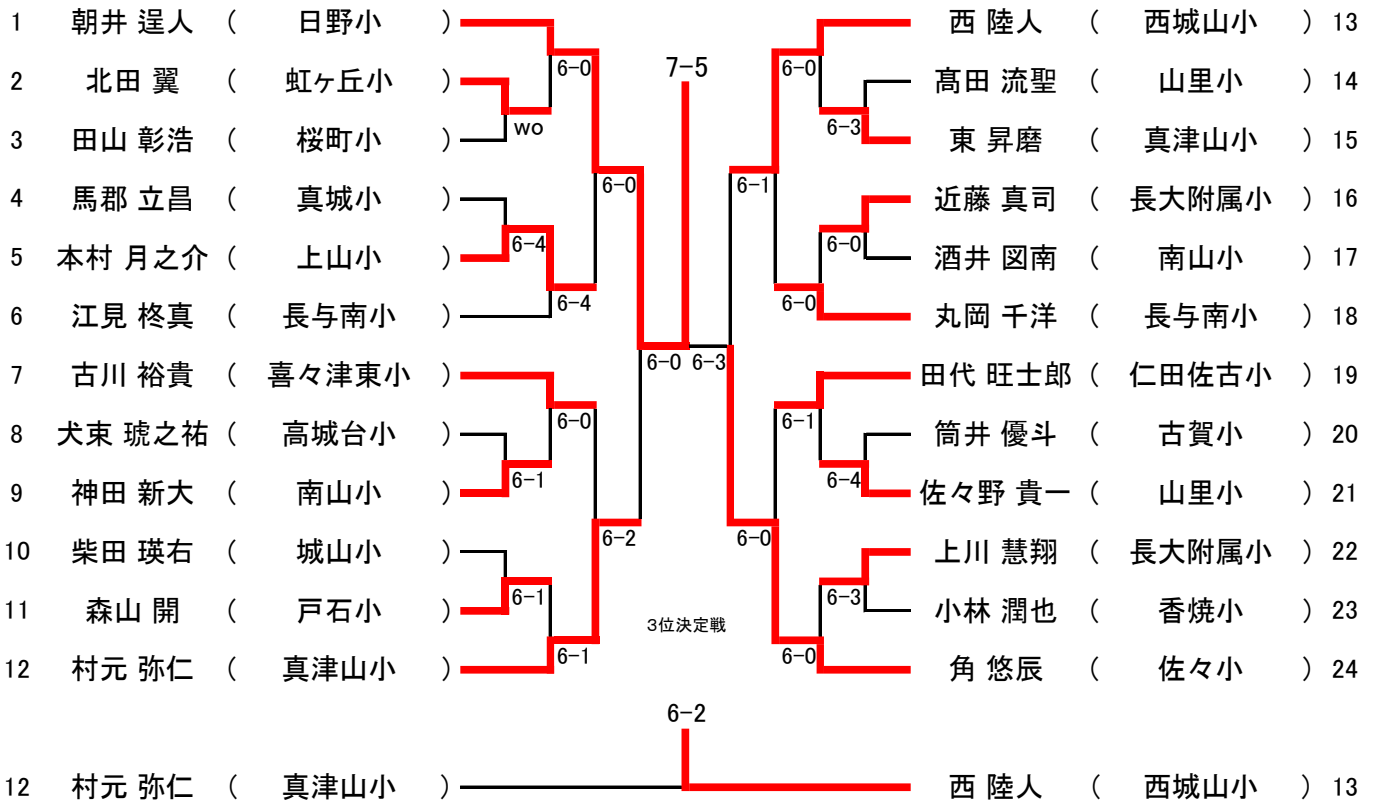 1 朝井 逞人 ( 日野小 ) 西 陸人 ( 西城山小 ) 13
6-0 7-5 6-0
2 北田 翼 ( 虹ヶ丘小 ) 髙田 流聖 ( 山里小 ) 14
wo 6-3
3 田山 彰浩 ( 桜町小 ) 東 昇磨 ( 真津山小 ) 15
6-0 6-1
4 馬郡 立昌 ( 真城小 ) 近藤 真司 ( 長大附属小 ) 16
6-4 6-0
5 本村 月之介 ( 上山小 ) 酒井 図南 ( 南山小 ) 17
6-4 6-0
6 江見 柊真 ( 長与南小 ) 丸岡 千洋 ( 長与南小 ) 18
6-0 6-3
7 古川 裕貴 ( 喜々津東小 ) 田代 旺士郎 ( 仁田佐古小 ) 19
6-0 6-1
8 犬束 琥之祐 ( 高城台小 ) 筒井 優斗 ( 古賀小 ) 20
6-1 6-4
9 神田 新大 ( 南山小 ) 佐々野 貴一 ( 山里小 ) 21
6-2 6-0
10 柴田 瑛右 ( 城山小 ) 上川 慧翔 ( 長大附属小 ) 22
6-1 6-3
11 森山 開 ( 戸石小 ) 小林 潤也 ( 香焼小 ) 23
3位決定戦
6-1 6-0
12 村元 弥仁 ( 真津山小 ) 角 悠辰 ( 佐々小 ) 24
6-2
12 村元 弥仁 ( 真津山小 ) 西 陸人 ( 西城山小 ) 13